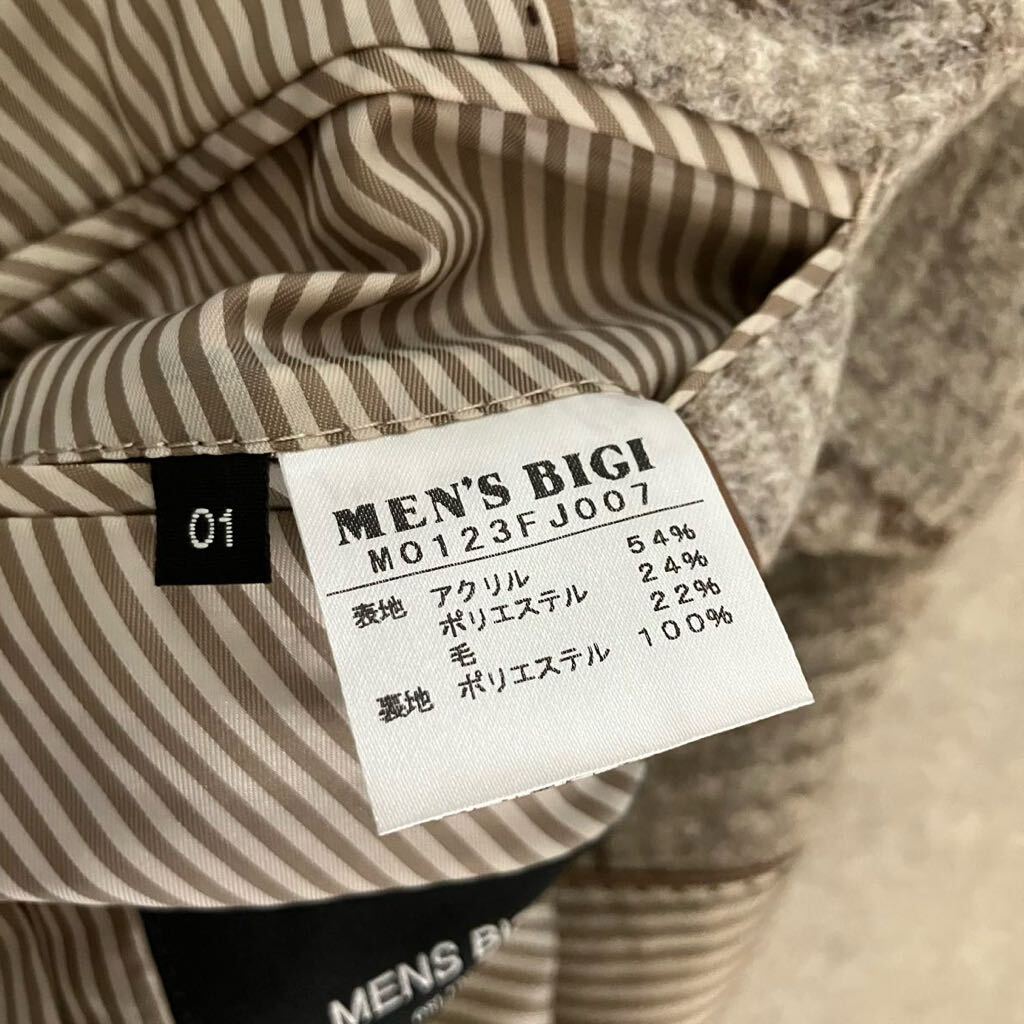 01
MEN'S BIGI
M0123FJ007
表地 アクリル 54%
ポリエステル 24%
毛 22%
裏地 ポリエステル 100%
MENS